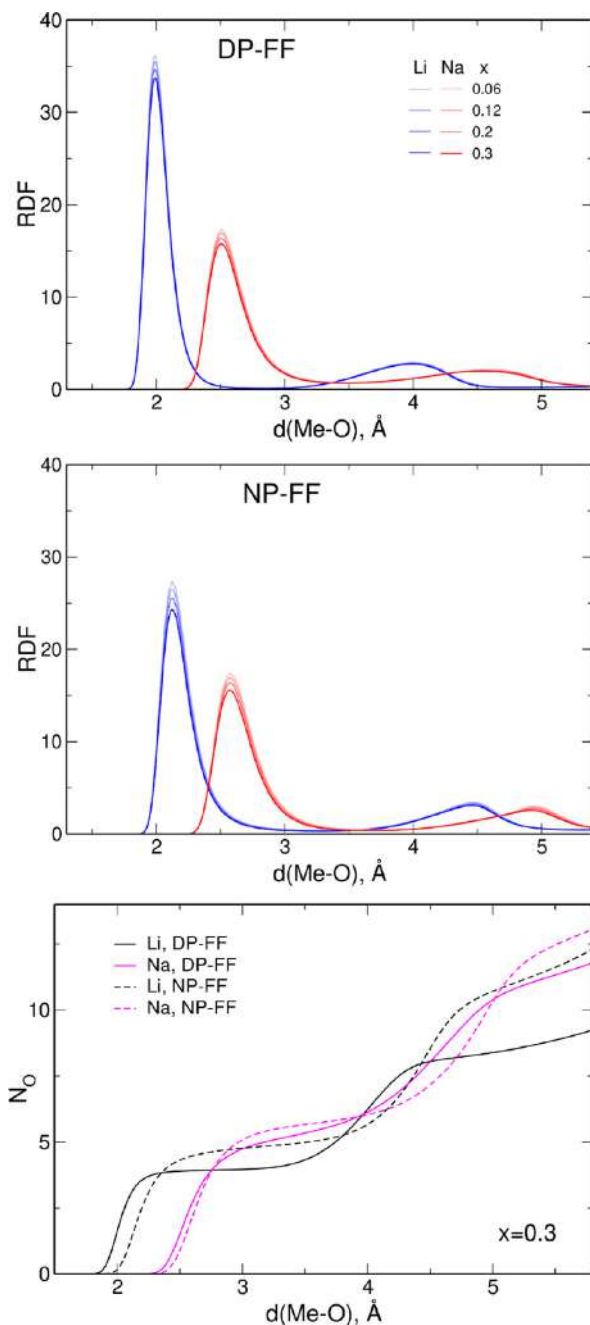 40
DP-FF
Li Na x
0.06
30
0.12
0.2
0.3
RDF
20
10
0
2 3 4 5
d(Me-O), Å
40
NP-FF
30
RDF
20
10
0
2 3 4 5
d(Me-O), Å
Li, DP-FF
Na, DP-FF
Li, NP-FF
Na, NP-FF
10
N_O
5
x=0.3
0
2 3 4 5
d(Me-O), Å